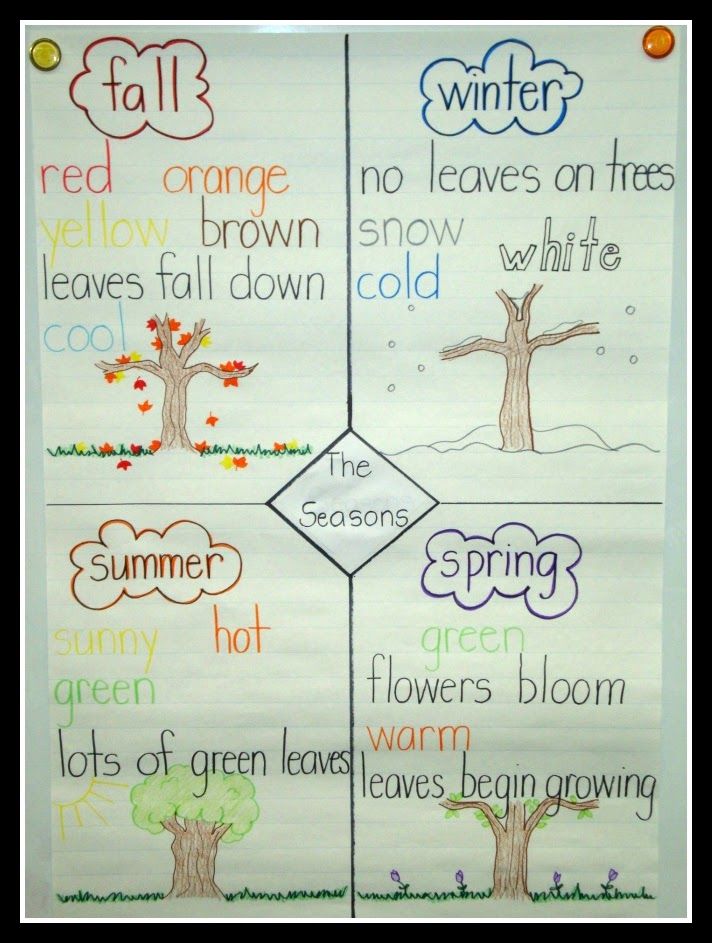 fall
red orange
yellow brown
leaves fall down
cool
winter
no leaves on trees
snow
white
cold
The
Seasons
summer
sunny hot
green
lots of green leaves
spring
green
flowers bloom
warm
leaves begin growing